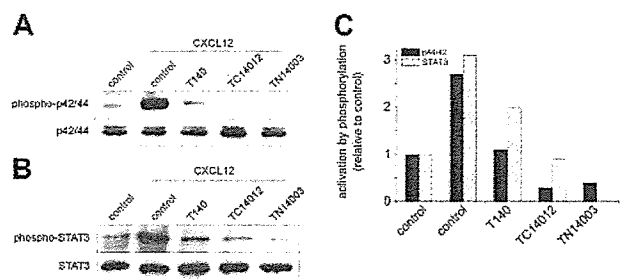 A
CXCL12
control
control
T140
TC14012
TN14003
phospho-p42/44
p42/44
B
CXCL12
control
control
T140
TC14012
TN14003
phospho-STAT3
STAT3
C
activation by phosphorylation
(relative to control)
3
2
1
0
p44/42
STAT3
control
control
T140
TC14012
TN14003